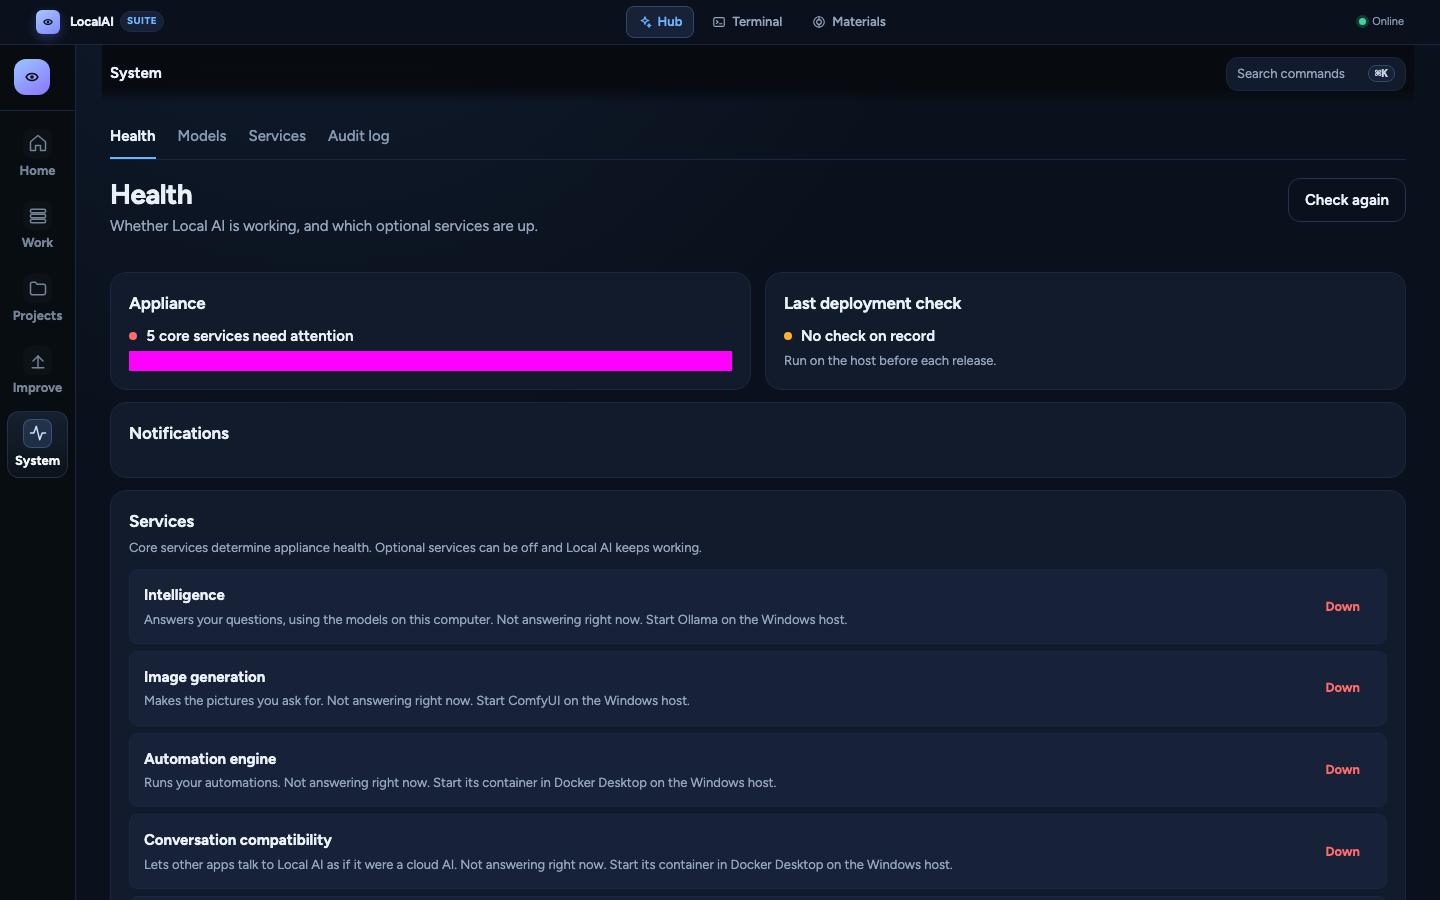 LocalAI SUITE
Hub
Terminal
Materials
Online
System
Search commands ⌘K
Home
Work
Projects
Improve
System
Health
Models
Services
Audit log
Health
Whether Local AI is working, and which optional services are up.
Check again
Appliance
5 core services need attention
Last deployment check
No check on record
Run on the host before each release.
Notifications
Services
Core services determine appliance health. Optional services can be off and Local AI keeps working.
Intelligence
Answers your questions, using the models on this computer. Not answering right now. Start Ollama on the Windows host.
Down
Image generation
Makes the pictures you ask for. Not answering right now. Start ComfyUI on the Windows host.
Down
Automation engine
Runs your automations. Not answering right now. Start its container in Docker Desktop on the Windows host.
Down
Conversation compatibility
Lets other apps talk to Local AI as if it were a cloud AI. Not answering right now. Start its container in Docker Desktop on the Windows host.
Down